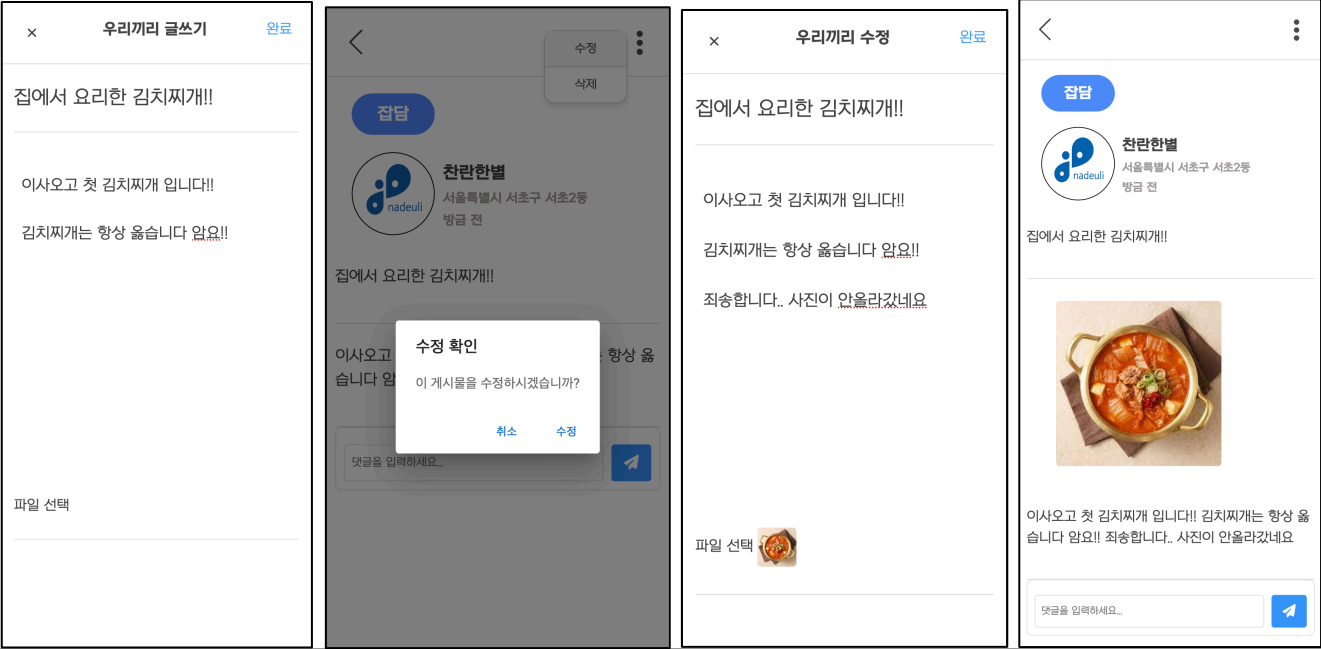 × 우리끼리 글쓰기 완료
집에서 요리한 김치찌개!!
이사오고 첫 김치찌개 입니다!!
김치찌개는 항상 옳습니다 암요!!
파일 선택
수정
삭제
잡담
nadeuli
찬란한별
서울특별시 서초구 서초2동
방금 전
집에서 요리한 김치찌개!!
이사오고
항상 옳
습니다 암
수정 확인
이 게시물을 수정하시겠습니까?
취소 수정
댓글을 입력하세요...
× 우리끼리 수정 완료
집에서 요리한 김치찌개!!
이사오고 첫 김치찌개 입니다!!
김치찌개는 항상 옳습니다 암요!!
죄송합니다.. 사진이 안올라갔네요
파일 선택
잡담
nadeuli
찬란한별
서울특별시 서초구 서초2동
방금 전
집에서 요리한 김치찌개!!
이사오고 첫 김치찌개 입니다!! 김치찌개는 항상 옳
습니다 암요!! 죄송합니다.. 사진이 안올라갔네요
댓글을 입력하세요...